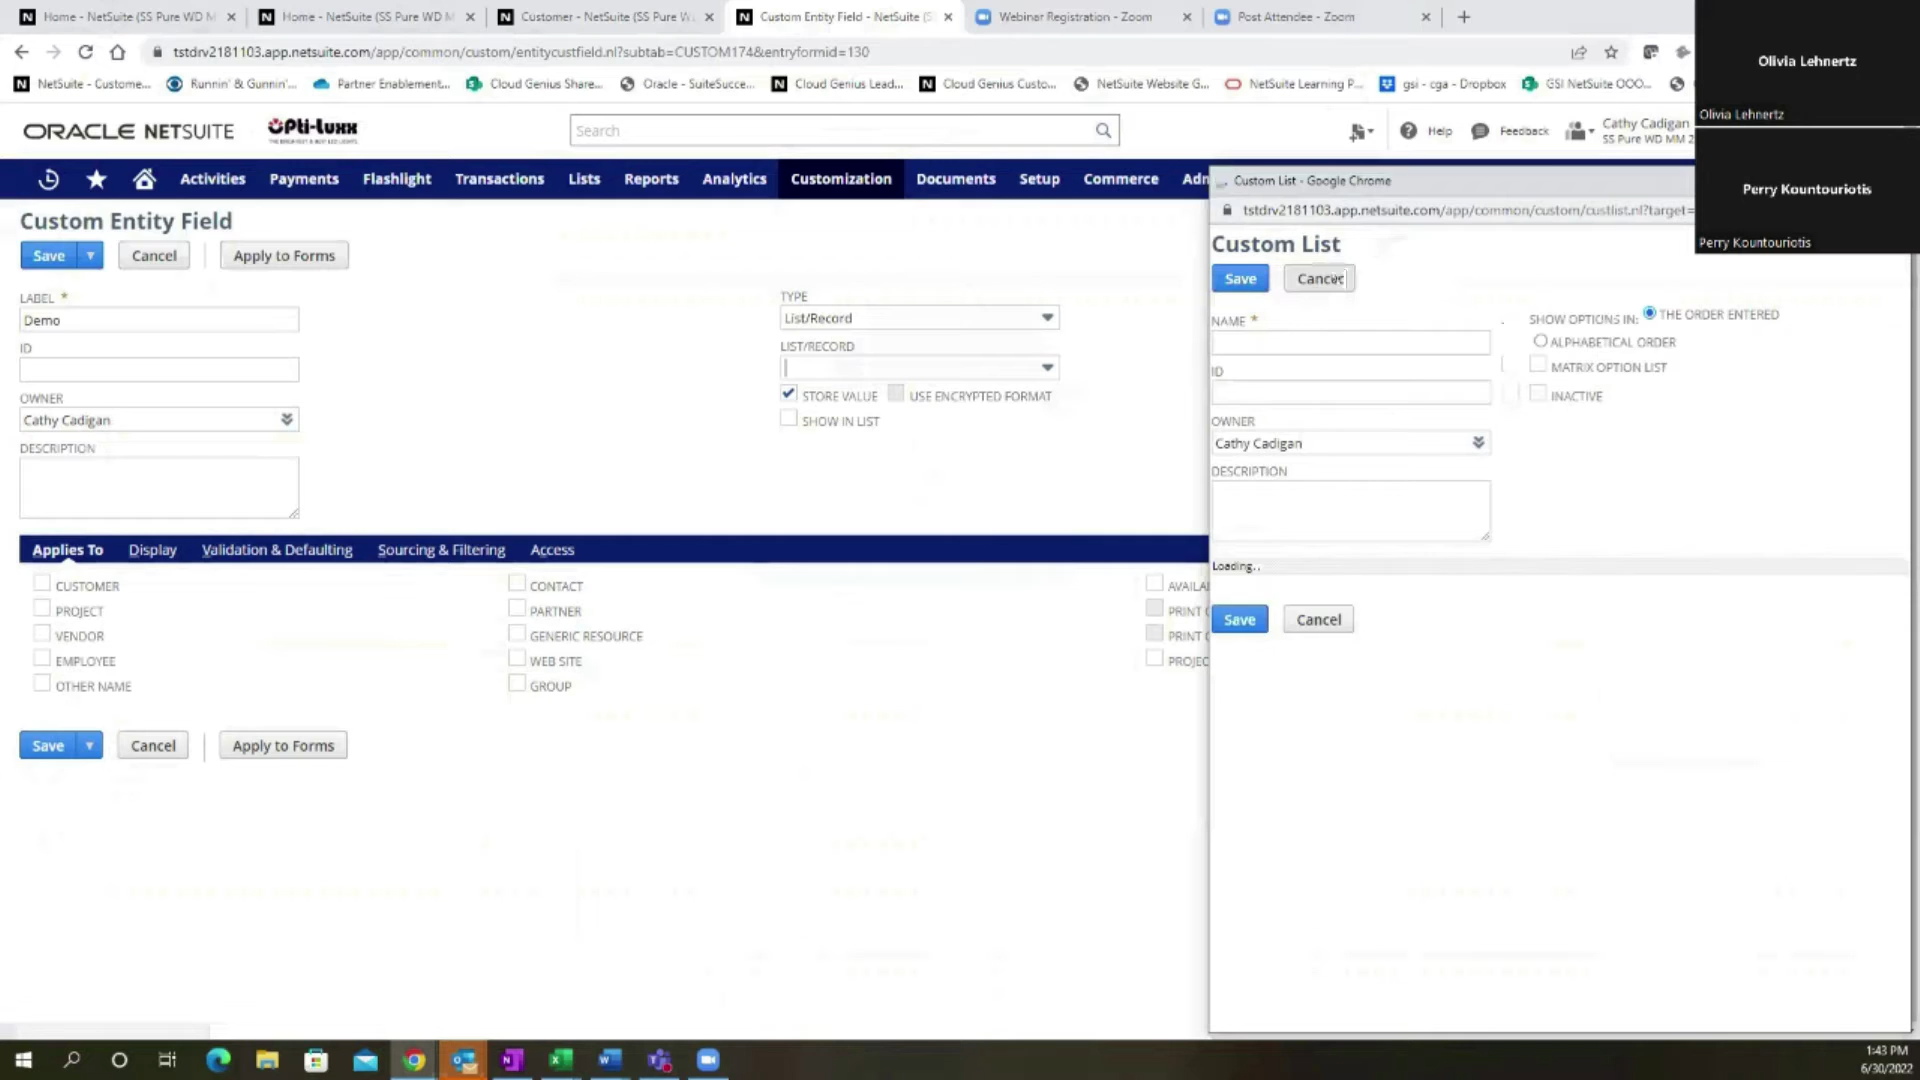 Home - NetSuite (SS Pure WD M
Home - NetSuite (SS Pure WD M
Customer - NetSuite (SS Pure W
Custom Entity Field - NetSuite (S
Webinar Registration - Zoom
Post Attendee - Zoom
tstdrv2181103.app.netsuite.com/app/common/custom/entitycustfield.nl?subtab=CUSTOM174&entryformid=130
NetSuite - Custome...
Runnin' & Gunnin'...
Partner Enablement...
Cloud Genius Share...
Oracle - SuiteSucce...
Cloud Genius Lead...
Cloud Genius Custo...
NetSuite Website G...
NetSuite Learning P...
gsi - cga - Dropbox
GSI NetSuite OOO...
Olivia Lehnertz
Olivia Lehnertz
Perry Kountouriotis
Perry Kountouriotis
ORACLE NETSUITE
Pti-Luxx
Search
Help
Feedback
Cathy Cadigan
SS Pure WD MM 2
Activities
Payments
Flashlight
Transactions
Lists
Reports
Analytics
Customization
Documents
Setup
Commerce
Adn
Custom Entity Field
Save
Cancel
Apply to Forms
LABEL *
Demo
ID
OWNER
Cathy Cadigan
DESCRIPTION
TYPE
List/Record
LIST/RECORD
STORE VALUE
USE ENCRYPTED FORMAT
SHOW IN LIST
Applies To
Display
Validation & Defaulting
Sourcing & Filtering
Access
CUSTOMER
PROJECT
VENDOR
EMPLOYEE
OTHER NAME
CONTACT
PARTNER
GENERIC RESOURCE
WEB SITE
GROUP
AVAILA
PRINT
PRINT
PROJEC
Save
Cancel
Apply to Forms
Custom List - Google Chrome
tstdrv2181103.app.netsuite.com/app/common/custom/custlist.nl?target=
Custom List
Save
Cancel
NAME *
ID
OWNER
Cathy Cadigan
DESCRIPTION
SHOW OPTIONS IN:
THE ORDER ENTERED
ALPHABETICAL ORDER
MATRIX OPTION LIST
INACTIVE
Loading..
Save
Cancel
1:43 PM
6/30/2022